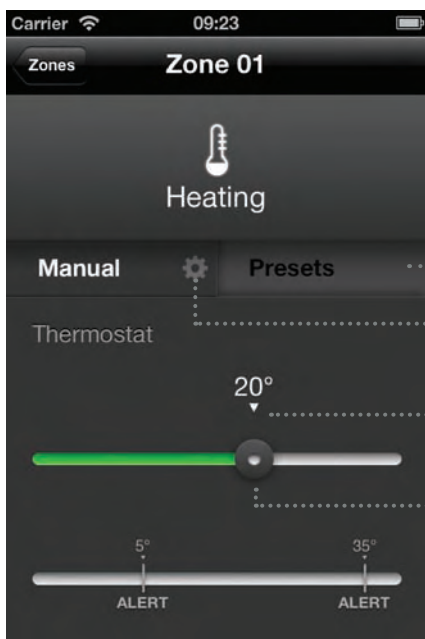 Carrier 09:23
Zones Zone 01
Heating
Manual Presets
Thermostat
20°
5° 35°
ALERT ALERT